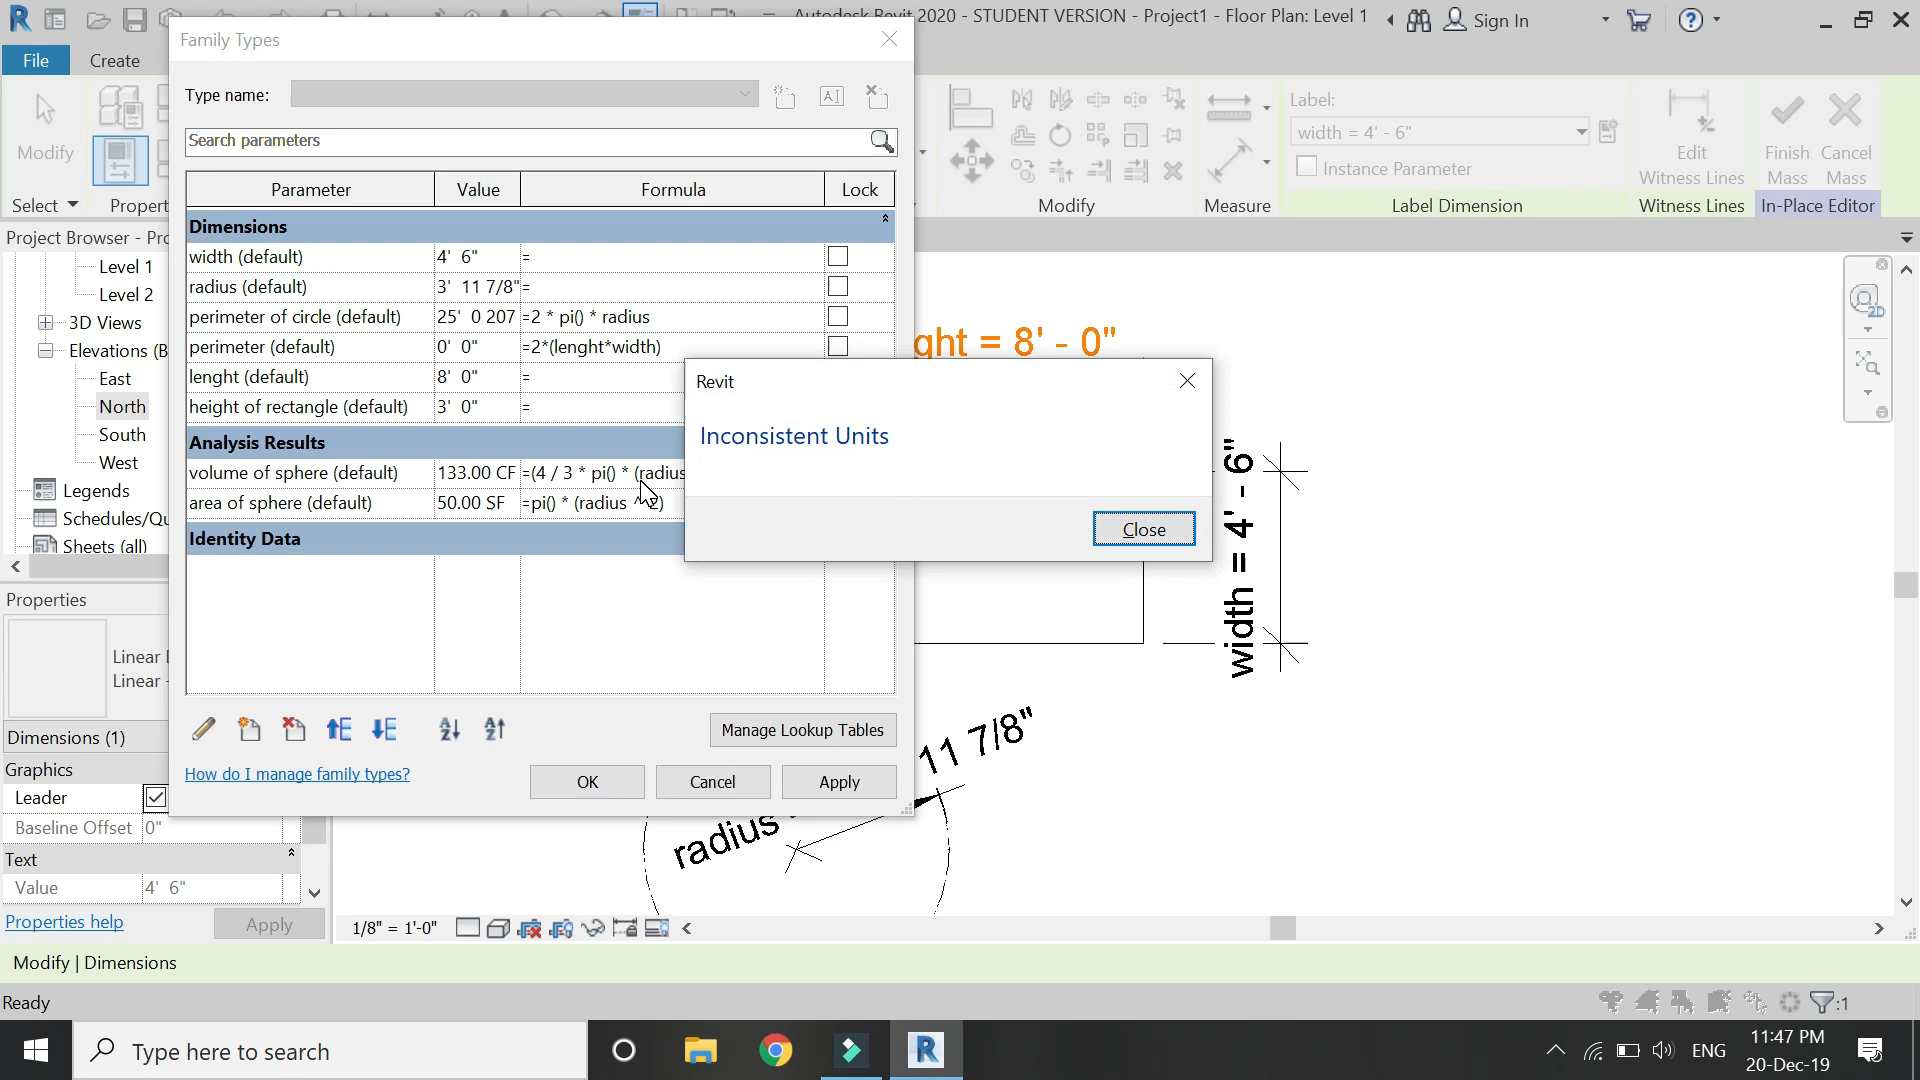 Autodesk Revit 2020 - STUDENT VERSION - Project1 - Floor Plan: Level 1
Sign In
File
Create
Family Types
Type name:
Search parameters
Parameter Value Formula Lock
Dimensions
width (default) 4' 6" =
radius (default) 3' 11 7/8" =
perimeter of circle (default) 25' 0 207 =2 * pi() * radius
perimeter (default) 0' 0" =2*(lenght*width)
lenght (default) 8' 0" =
height of rectangle (default) 3' 0" =
Analysis Results
volume of sphere (default) 133.00 CF =(4 / 3 * pi() * (radius
area of sphere (default) 50.00 SF =pi() * (radius ^ 2)
Identity Data
Manage Lookup Tables
How do I manage family types?
OK
Cancel
Apply
Revit
Inconsistent Units
Close
Modify
Select
Propert
Modify
Measure
Label:
width = 4' - 6"
Instance Parameter
Label Dimension
Edit
Witness Lines
Witness Lines
Finish
Mass
Cancel
Mass
In-Place Editor
Project Browser - Pro
Level 1
Level 2
3D Views
Elevations (B
East
North
South
West
Legends
Schedules/Qu
Sheets (all)
Properties
Linear
Linear
Dimensions (1)
Graphics
Leader
Baseline Offset 0"
Text
Value 4' 6"
Properties help
Apply
ght = 8' - 0"
width = 4' - 6"
radius
11 7/8"
2D
1/8" = 1'-0"
Modify | Dimensions
Ready
:1
Type here to search
ENG
11:47 PM
20-Dec-19